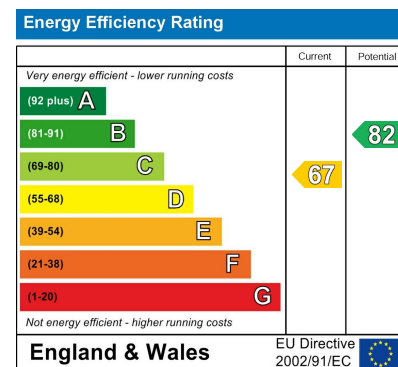 Energy Efficiency Rating
Current Potential
Very energy efficient - lower running costs
(92 plus) A
(81-91) B
82
(69-80) C
67
(55-68) D
(39-54) E
(21-38) F
(1-20) G
Not energy efficient - higher running costs
England & Wales
EU Directive
2002/91/EC